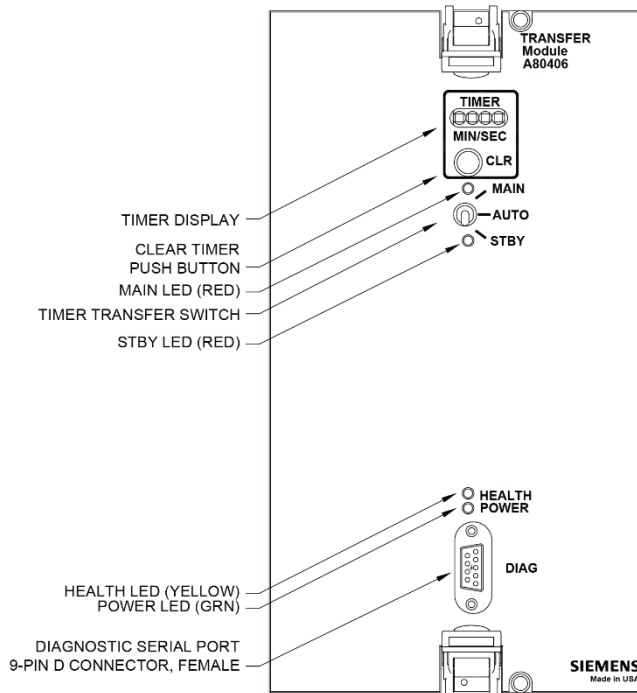 TRANSFER
Module
A80406
TIMER
MIN/SEC
CLR
MAIN
AUTO
STBY
TIMER DISPLAY
CLEAR TIMER
PUSH BUTTON
MAIN LED (RED)
TIMER TRANSFER SWITCH
STBY LED (RED)
HEALTH
POWER
DIAG
HEALTH LED (YELLOW)
POWER LED (GRN)
DIAGNOSTIC SERIAL PORT
9-PIN D CONNECTOR, FEMALE
SIEMENS
Made in USA